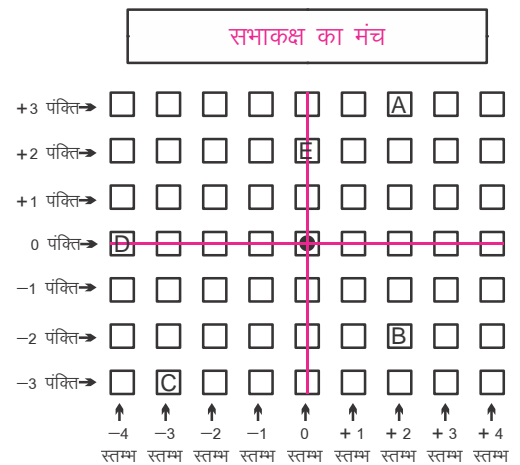 सभाकक्ष का मंच
+3 पंक्ति A
+2 पंक्ति E
+1 पंक्ति
0 पंक्ति D
−1 पंक्ति
−2 पंक्ति B
−3 पंक्ति C
−4 −3 −2 −1 0 +1 +2 +3 +4
स्तम्भ स्तम्भ स्तम्भ स्तम्भ स्तम्भ स्तम्भ स्तम्भ स्तम्भ स्तम्भ